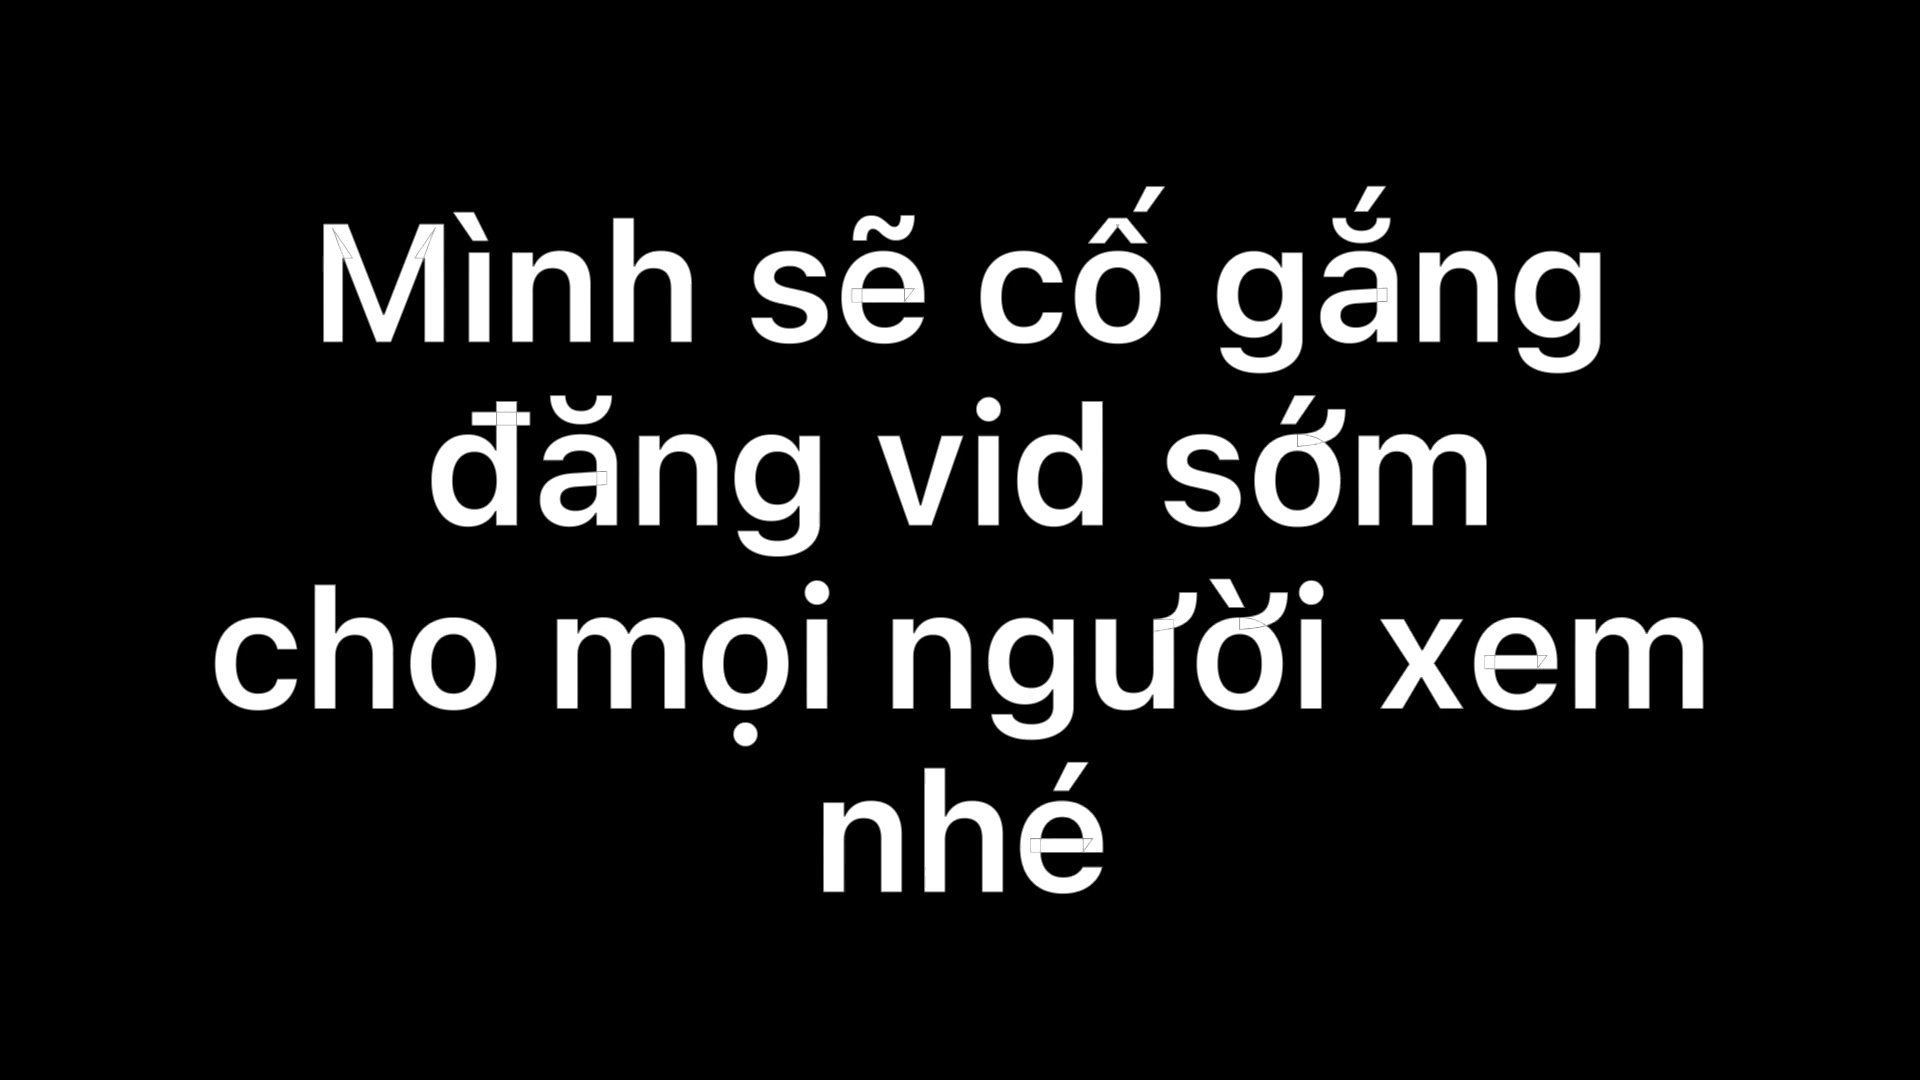 Mình sẽ cố gắng
đăng vid sớm
cho mọi người xem
nhé